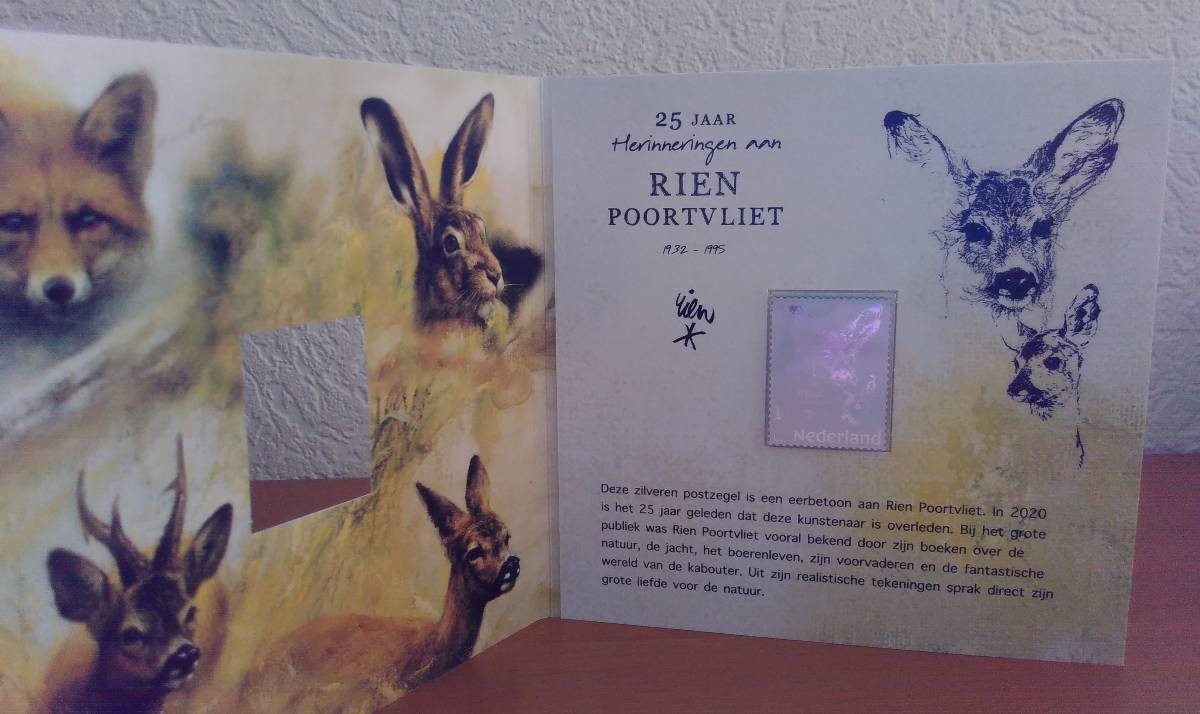 25 JAAR
Herinneringen aan
RIEN
POORTVLIET
1932 - 1995
rien
Nederland
Deze zilveren postzegel is een eerbetoon aan Rien Poortvliet. In 2020
is het 25 jaar geleden dat deze kunstenaar is overleden. Bij het grote
publiek was Rien Poortvliet vooral bekend door zijn boeken over de
natuur, de jacht, het boerenleven, zijn voorvaderen en de fantastische
wereld van de kabouter. Uit zijn realistische tekeningen sprak direct zijn
grote liefde voor de natuur.